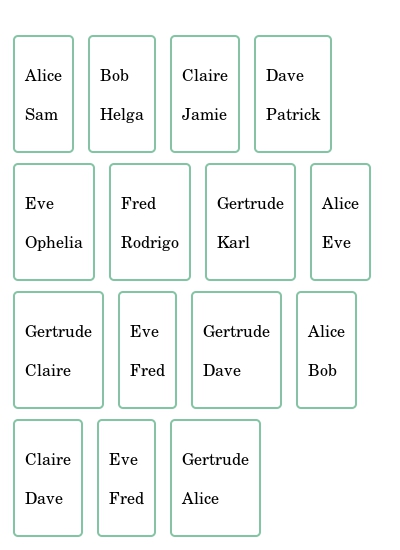 Alice
Sam
Bob
Helga
Claire
Jamie
Dave
Patrick
Eve
Ophelia
Fred
Rodrigo
Gertrude
Karl
Alice
Eve
Gertrude
Claire
Eve
Fred
Gertrude
Dave
Alice
Bob
Claire
Dave
Eve
Fred
Gertrude
Alice